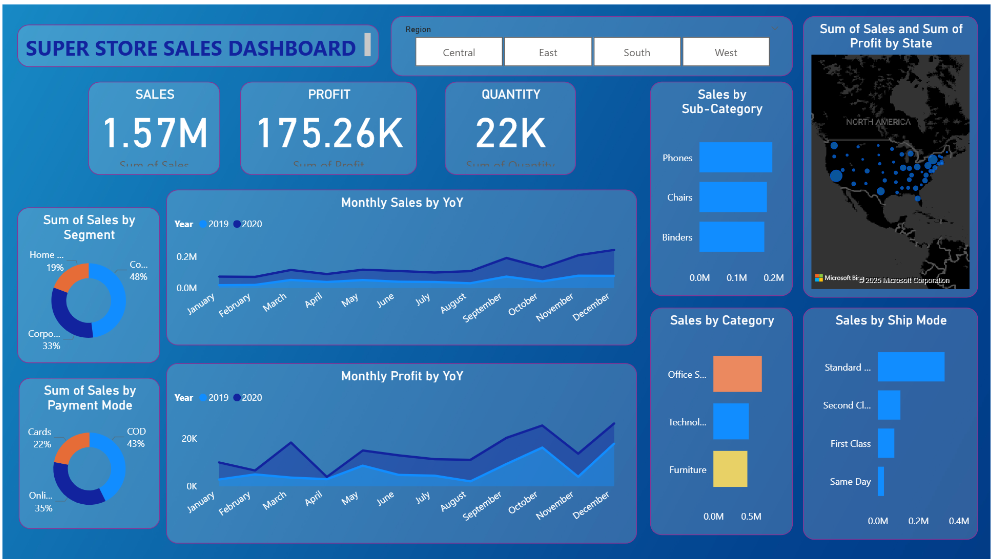 SUPER STORE SALES DASHBOARD
Region
Central
East
South
West
Sum of Sales and Sum of
Profit by State
NORTH AMERICA
Microsoft Bing
© 2025 Microsoft Corporation
SALES
1.57M
Sum of Sales
PROFIT
175.26K
Sum of Profit
QUANTITY
22K
Sum of Quantity
Sales by
Sub-Category
Phones
Chairs
Binders
0.0M
0.1M
0.2M
Sum of Sales by
Segment
Home ...
19%
Co...
48%
Corpo...
33%
Monthly Sales by YoY
Year
2019
2020
0.2M
0.0M
January
February
March
April
May
June
July
August
September
October
November
December
Sum of Sales by
Payment Mode
Cards
22%
COD
43%
Onli...
35%
Monthly Profit by YoY
Year
2019
2020
20K
0K
January
February
March
April
May
June
July
August
September
October
November
December
Sales by Category
Office S...
Technol...
Furniture
0.0M
0.5M
Sales by Ship Mode
Standard ...
Second Cl...
First Class
Same Day
0.0M
0.2M
0.4M